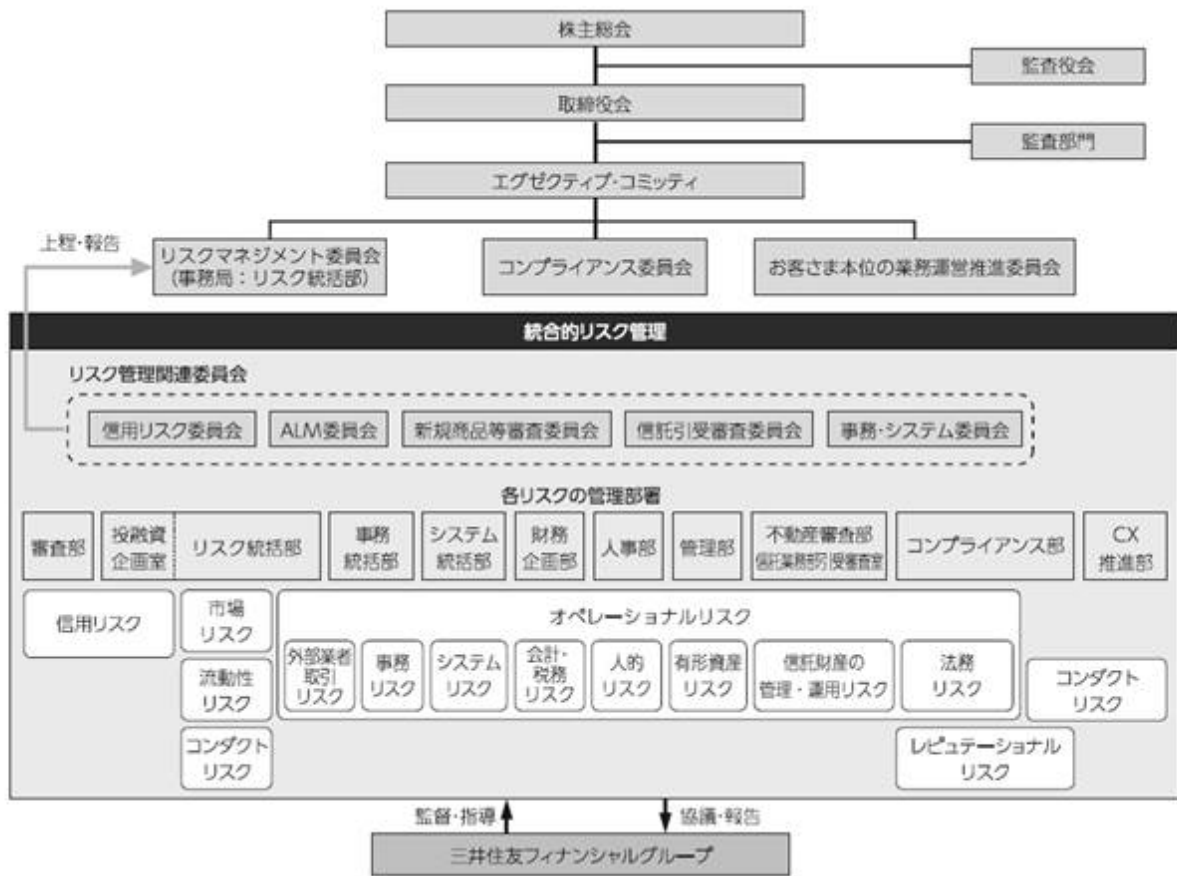 株主総会
監査役会
取締役会
監査部門
エグゼクティブ・コミッティ
上程・報告
リスクマネジメント委員会
(事務局:リスク統括部)
コンプライアンス委員会
お客さま本位の業務運営推進委員会
統合的リスク管理
リスク管理関連委員会
信用リスク委員会
ALM委員会
新規商品等審査委員会
信託引受審査委員会
事務・システム委員会
各リスクの管理部署
審査部
投融資
企画室
リスク統括部
事務
統括部
システム
統括部
財務
企画部
人事部
管理部
不動産審査部
信託業務部引受審査室
コンプライアンス部
CX
推進部
信用リスク
市場
リスク
流動性
リスク
コンダクト
リスク
オペレーショナルリスク
外部業者
取引
リスク
事務
リスク
システム
リスク
会計・
税務
リスク
人的
リスク
有形資産
リスク
信託財産の
管理・運用リスク
法務
リスク
コンダクト
リスク
レピュテーショナル
リスク
監督・指導
協議・報告
三井住友フィナンシャルグループ